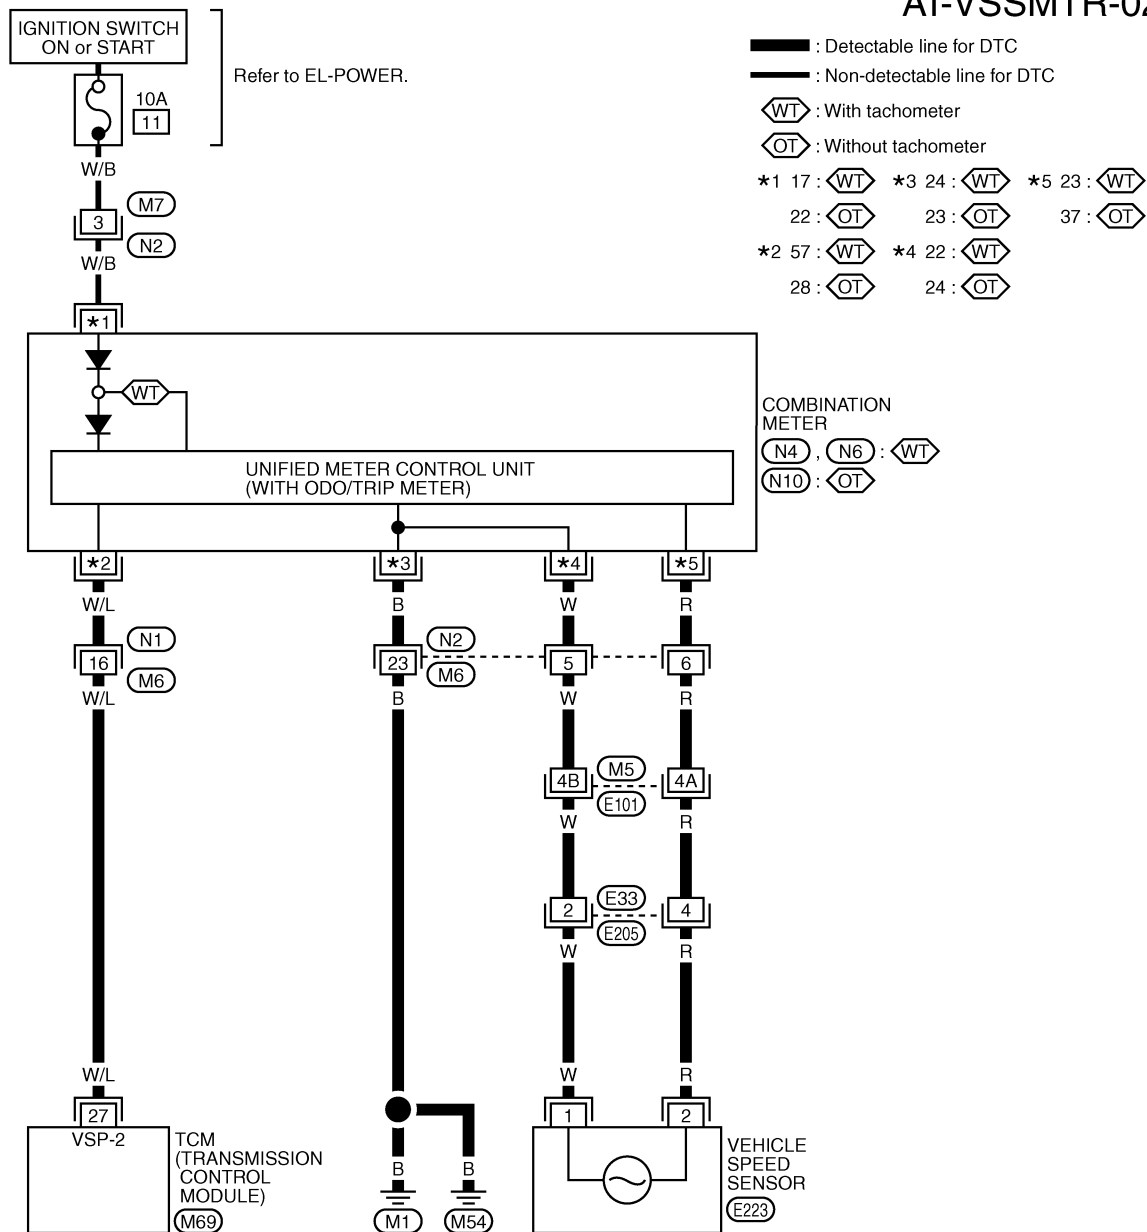 AT-VSSMTR-02
IGNITION SWITCH
ON or START
Refer to EL-POWER.
10A
11
: Detectable line for DTC
: Non-detectable line for DTC
WT : With tachometer
OT : Without tachometer
*1 17 : WT *3 24 : WT *5 23 : WT
22 : OT 23 : OT 37 : OT
*2 57 : WT *4 22 : WT
28 : OT 24 : OT
W/B
3
M7
N2
W/B
*1
WT
UNIFIED METER CONTROL UNIT
(WITH ODO/TRIP METER)
COMBINATION
METER
N4 , N6 : WT
N10 : OT
*2 *3 *4 *5
W/L B W R
N1 N2
16 23 5 6
M6 M6
W/L B W R
M5
4B 4A
E101
W R
E33
2 4
E205
W R
W/L W R
27 1 2
VSP-2
TCM
(TRANSMISSION
CONTROL
MODULE)
M69
B B
M1 M54
VEHICLE
SPEED
SENSOR
E223